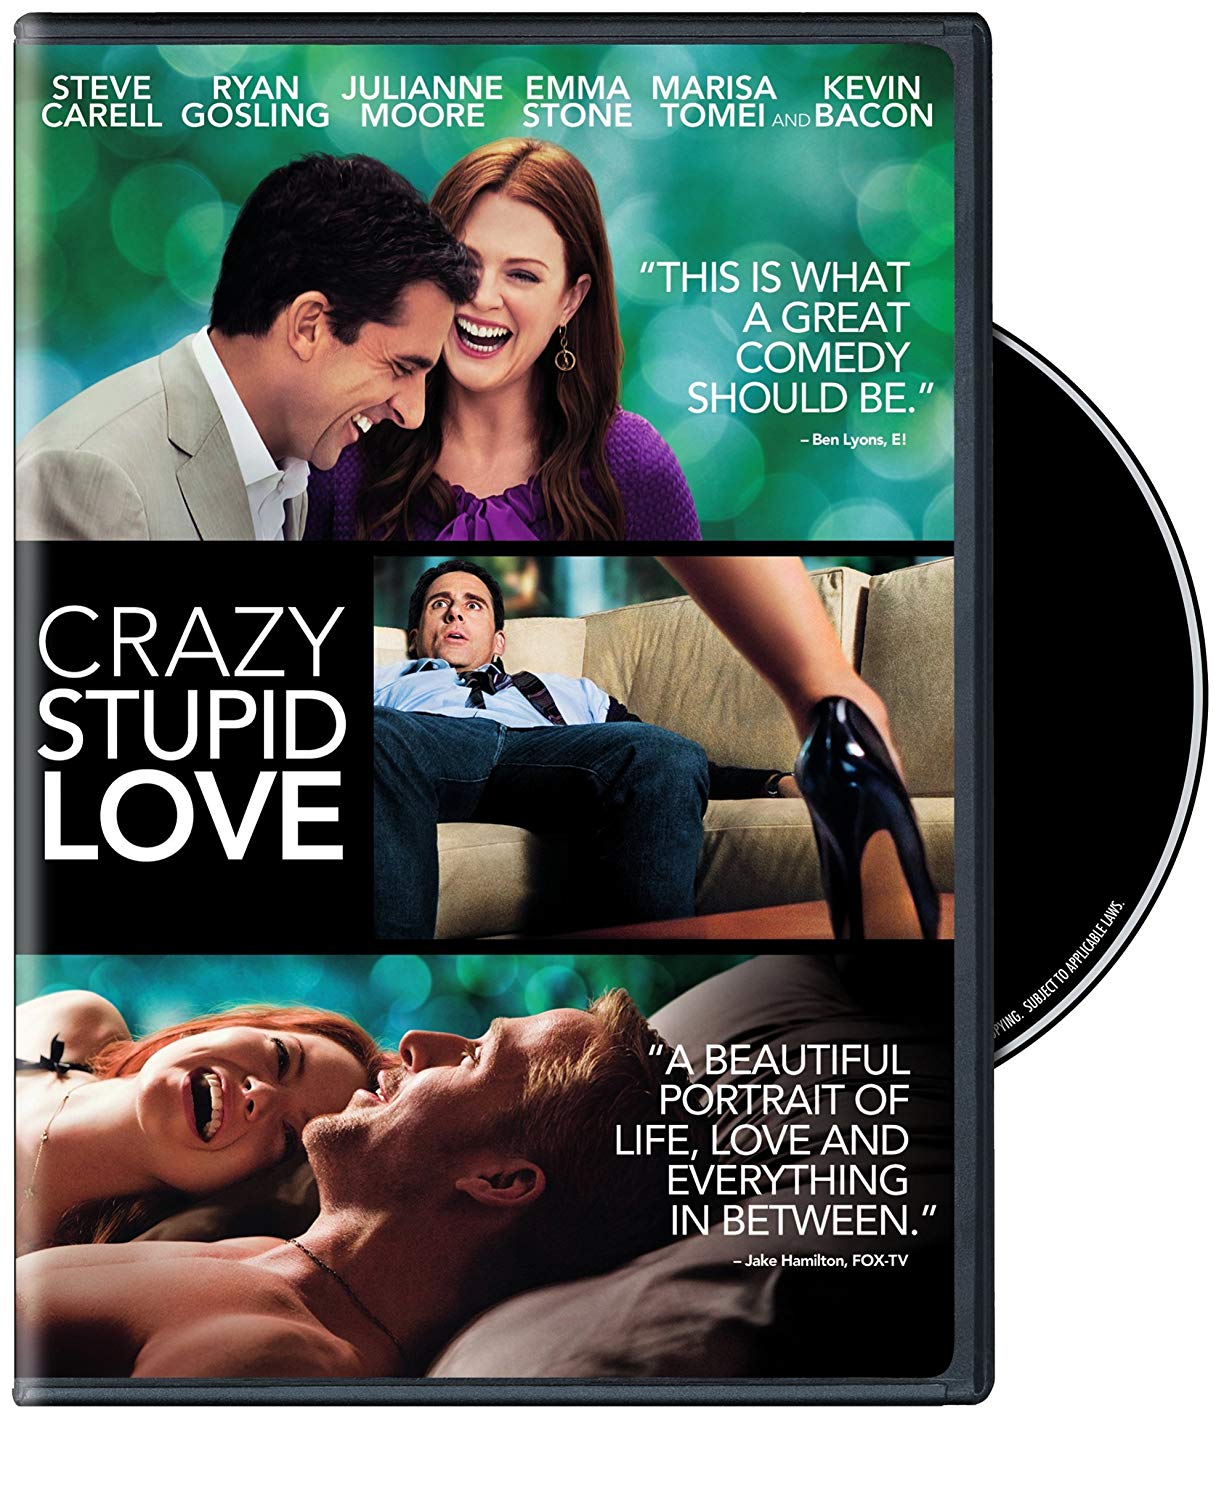 STEVE RYAN JULIANNE EMMA MARISA KEVIN
CARELL GOSLING MOORE STONE TOMEI AND BACON
“THIS IS WHAT
A GREAT
COMEDY
SHOULD BE.”
– Ben Lyons, E!
CRAZY
STUPID
LOVE
“A BEAUTIFUL
PORTRAIT OF
LIFE, LOVE AND
EVERYTHING
IN BETWEEN.”
– Jake Hamilton, FOX-TV
SUBJECT TO APPLICABLE LAWS.